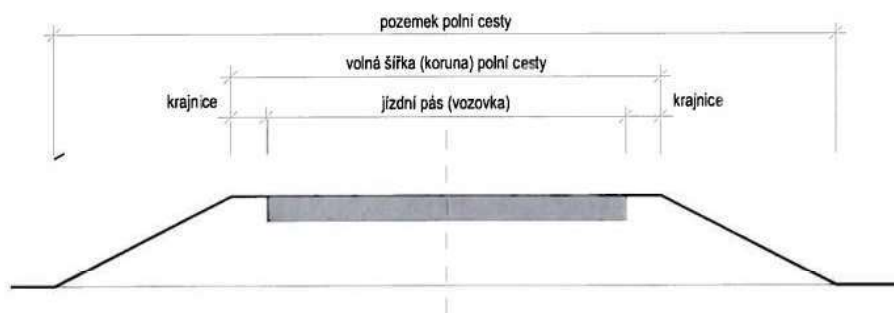 pozemek polní cesty
volná šířka (koruna) polní cesty
krajnice
jízdní pás (vozovka)
krajnice